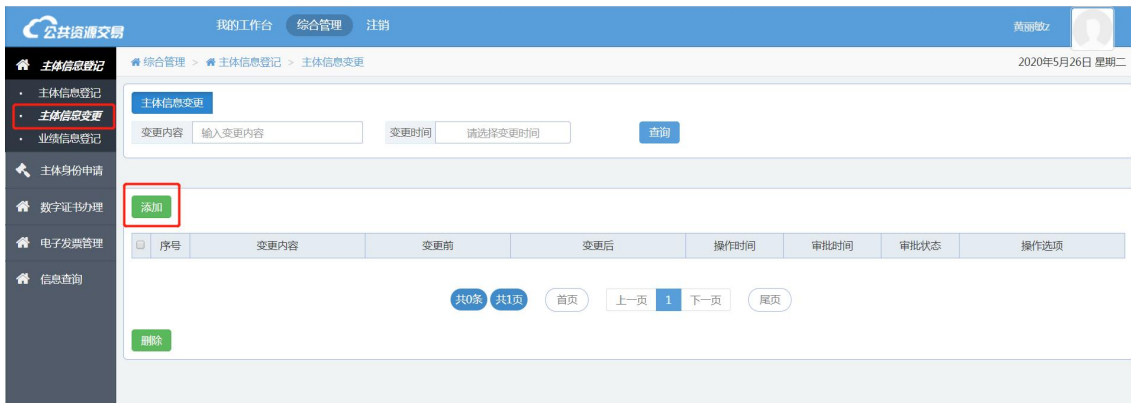 公共资源交易
我的工作台 综合管理 注销
黄丽敏z
主体信息登记
综合管理 > 主体信息登记 > 主体信息变更
2020年5月26日 星期二
· 主体信息登记
· 主体信息变更
· 业绩信息登记
主体身份申请
数字证书办理
电子发票管理
信息查询
主体信息变更
变更内容 输入变更内容 变更时间 请选择变更时间 查询
添加
序号 变更内容 变更前 变更后 操作时间 审批时间 审批状态 操作选项
共0条 共1页 首页 上一页 1 下一页 尾页
删除